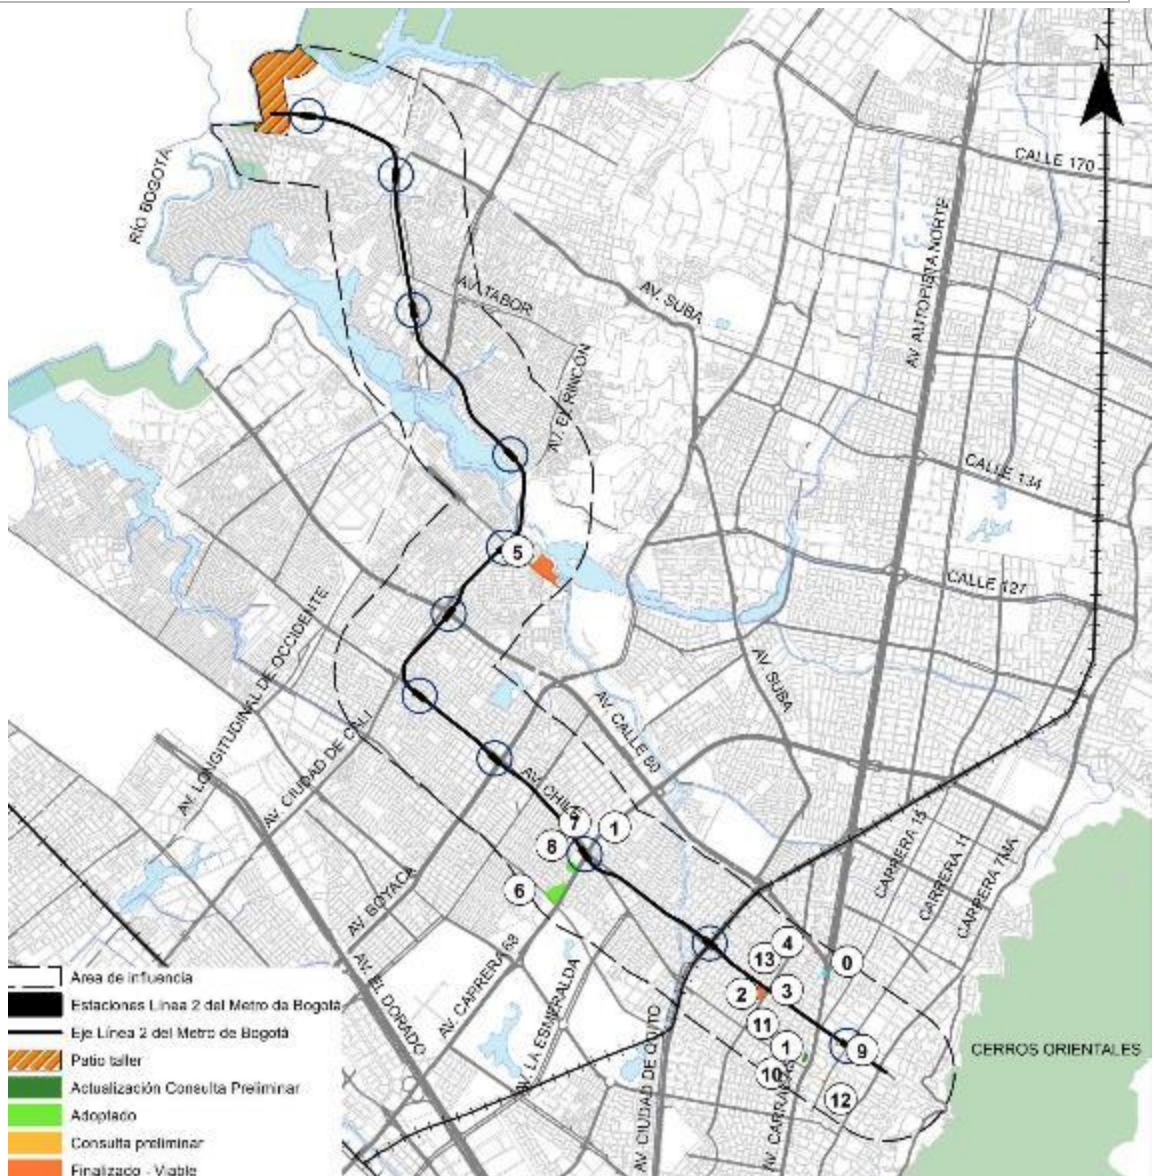 N
CALLE 170
RÍO BOGOTÁ
AV. AUTOPISTA NORTE
AV. TABOR
AV. SUBA
AV. EL RINCÓN
CALLE 134
5
CALLE 127
AV. LONGITUDINAL DE OCCIDENTE
AV. SUBA
AV. CIUDAD DE CALI
AV. CALLE 80
AV. CHILE
7
1
8
6
CARRERA 15
CARRERA 11
CARRERA 7MA
AV. BOYACA
4
13
0
2
3
AV. CARRERA 68
AV. EL DORADO
AV. LA ESMERALDA
AV. CIUDAD DE QUITO
11
1
9
10
12
CERROS ORIENTALES
Area de influencia
Estaciones Línea 2 del Metro de Bogotá
Eje Línea 2 del Metro de Bogotá
Patio taller
Actualización Consulta Preliminar
Adoptado
Consulta preliminar
Finalizado - Viable